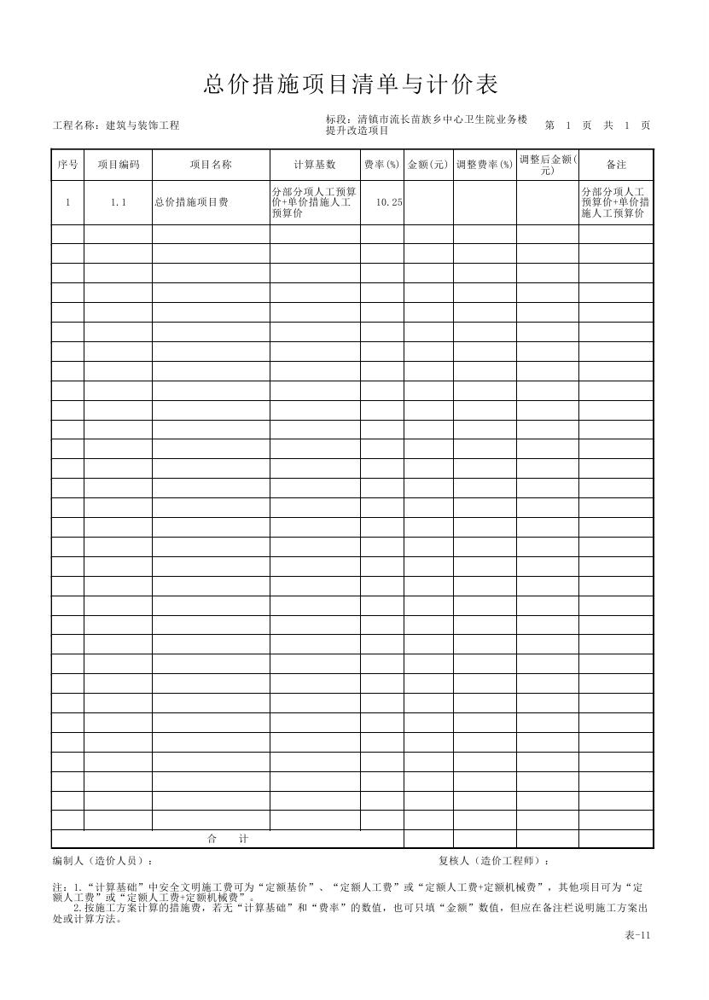 总价措施项目清单与计价表
工程名称：建筑与装饰工程
标段：清镇市流长苗族乡中心卫生院业务楼
提升改造项目
第 1 页 共 1 页
序号 项目编码 项目名称 计算基数 费率(%) 金额(元) 调整费率(%) 调整后金额(
元) 备注
1 1.1 总价措施项目费 分部分项人工预算
价+单价措施人工
预算价 10.25 分部分项人工
预算价+单价措
施人工预算价
合 计
编制人（造价人员）： 复核人（造价工程师）：
注：1.“计算基础”中安全文明施工费可为“定额基价”、“定额人工费”或“定额人工费+定额机械费”，其他项目可为“定
额人工费”或“定额人工费+定额机械费”。
2.按施工方案计算的措施费，若无“计算基础”和“费率”的数值，也可只填“金额”数值，但应在备注栏说明施工方案出
处或计算方法。
表-11